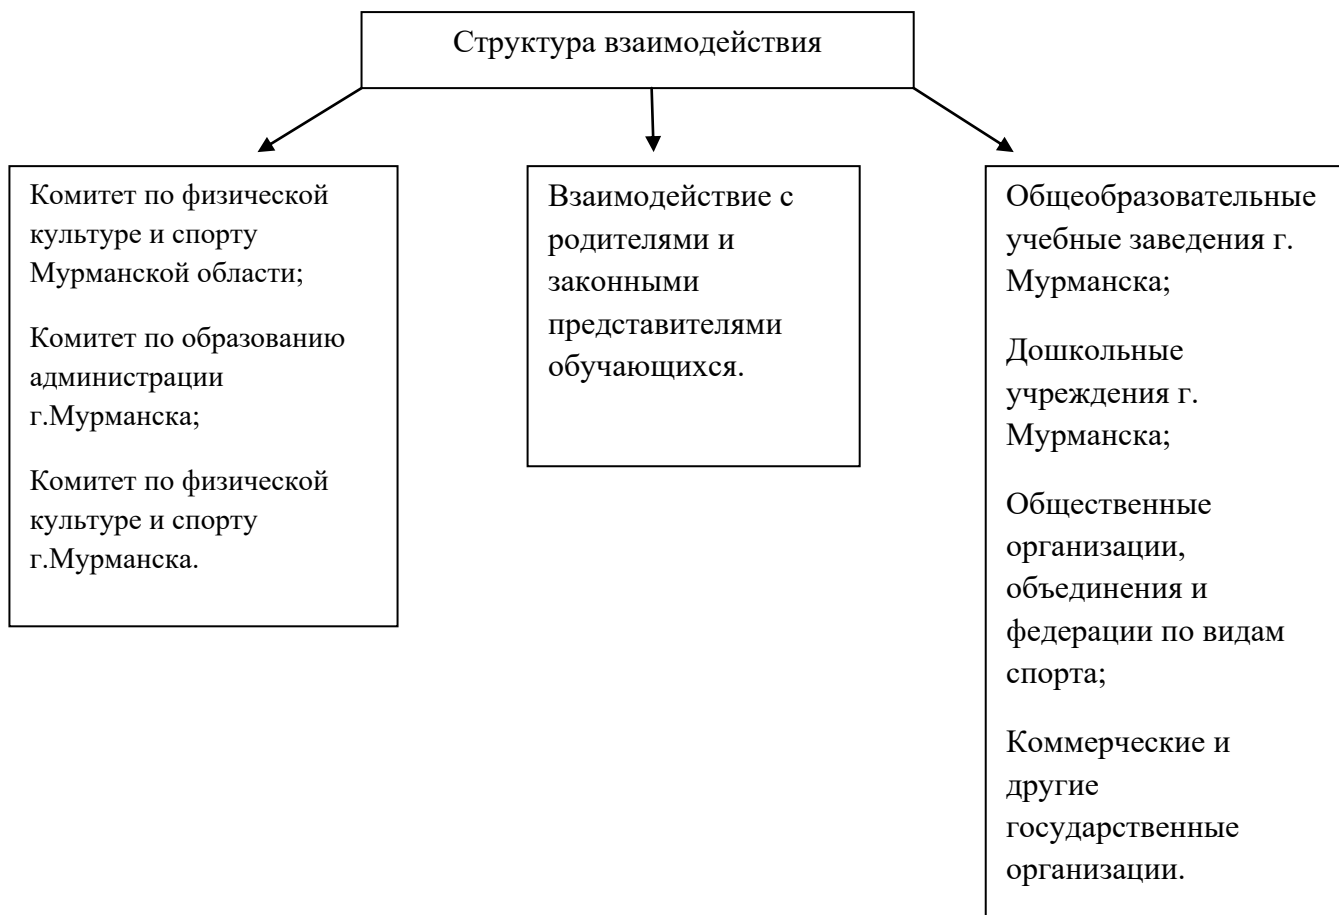 Структура взаимодействия
Комитет по физической
культуре и спорту
Мурманской области;
Комитет по образованию
администрации
г.Мурманска;
Комитет по физической
культуре и спорту
г.Мурманска.
Взаимодействие с
родителями и
законными
представителями
обучающихся.
Общеобразовательные
учебные заведения г.
Мурманска;
Дошкольные
учреждения г.
Мурманска;
Общественные
организации,
объединения и
федерации по видам
спорта;
Коммерческие и
другие
государственные
организации.